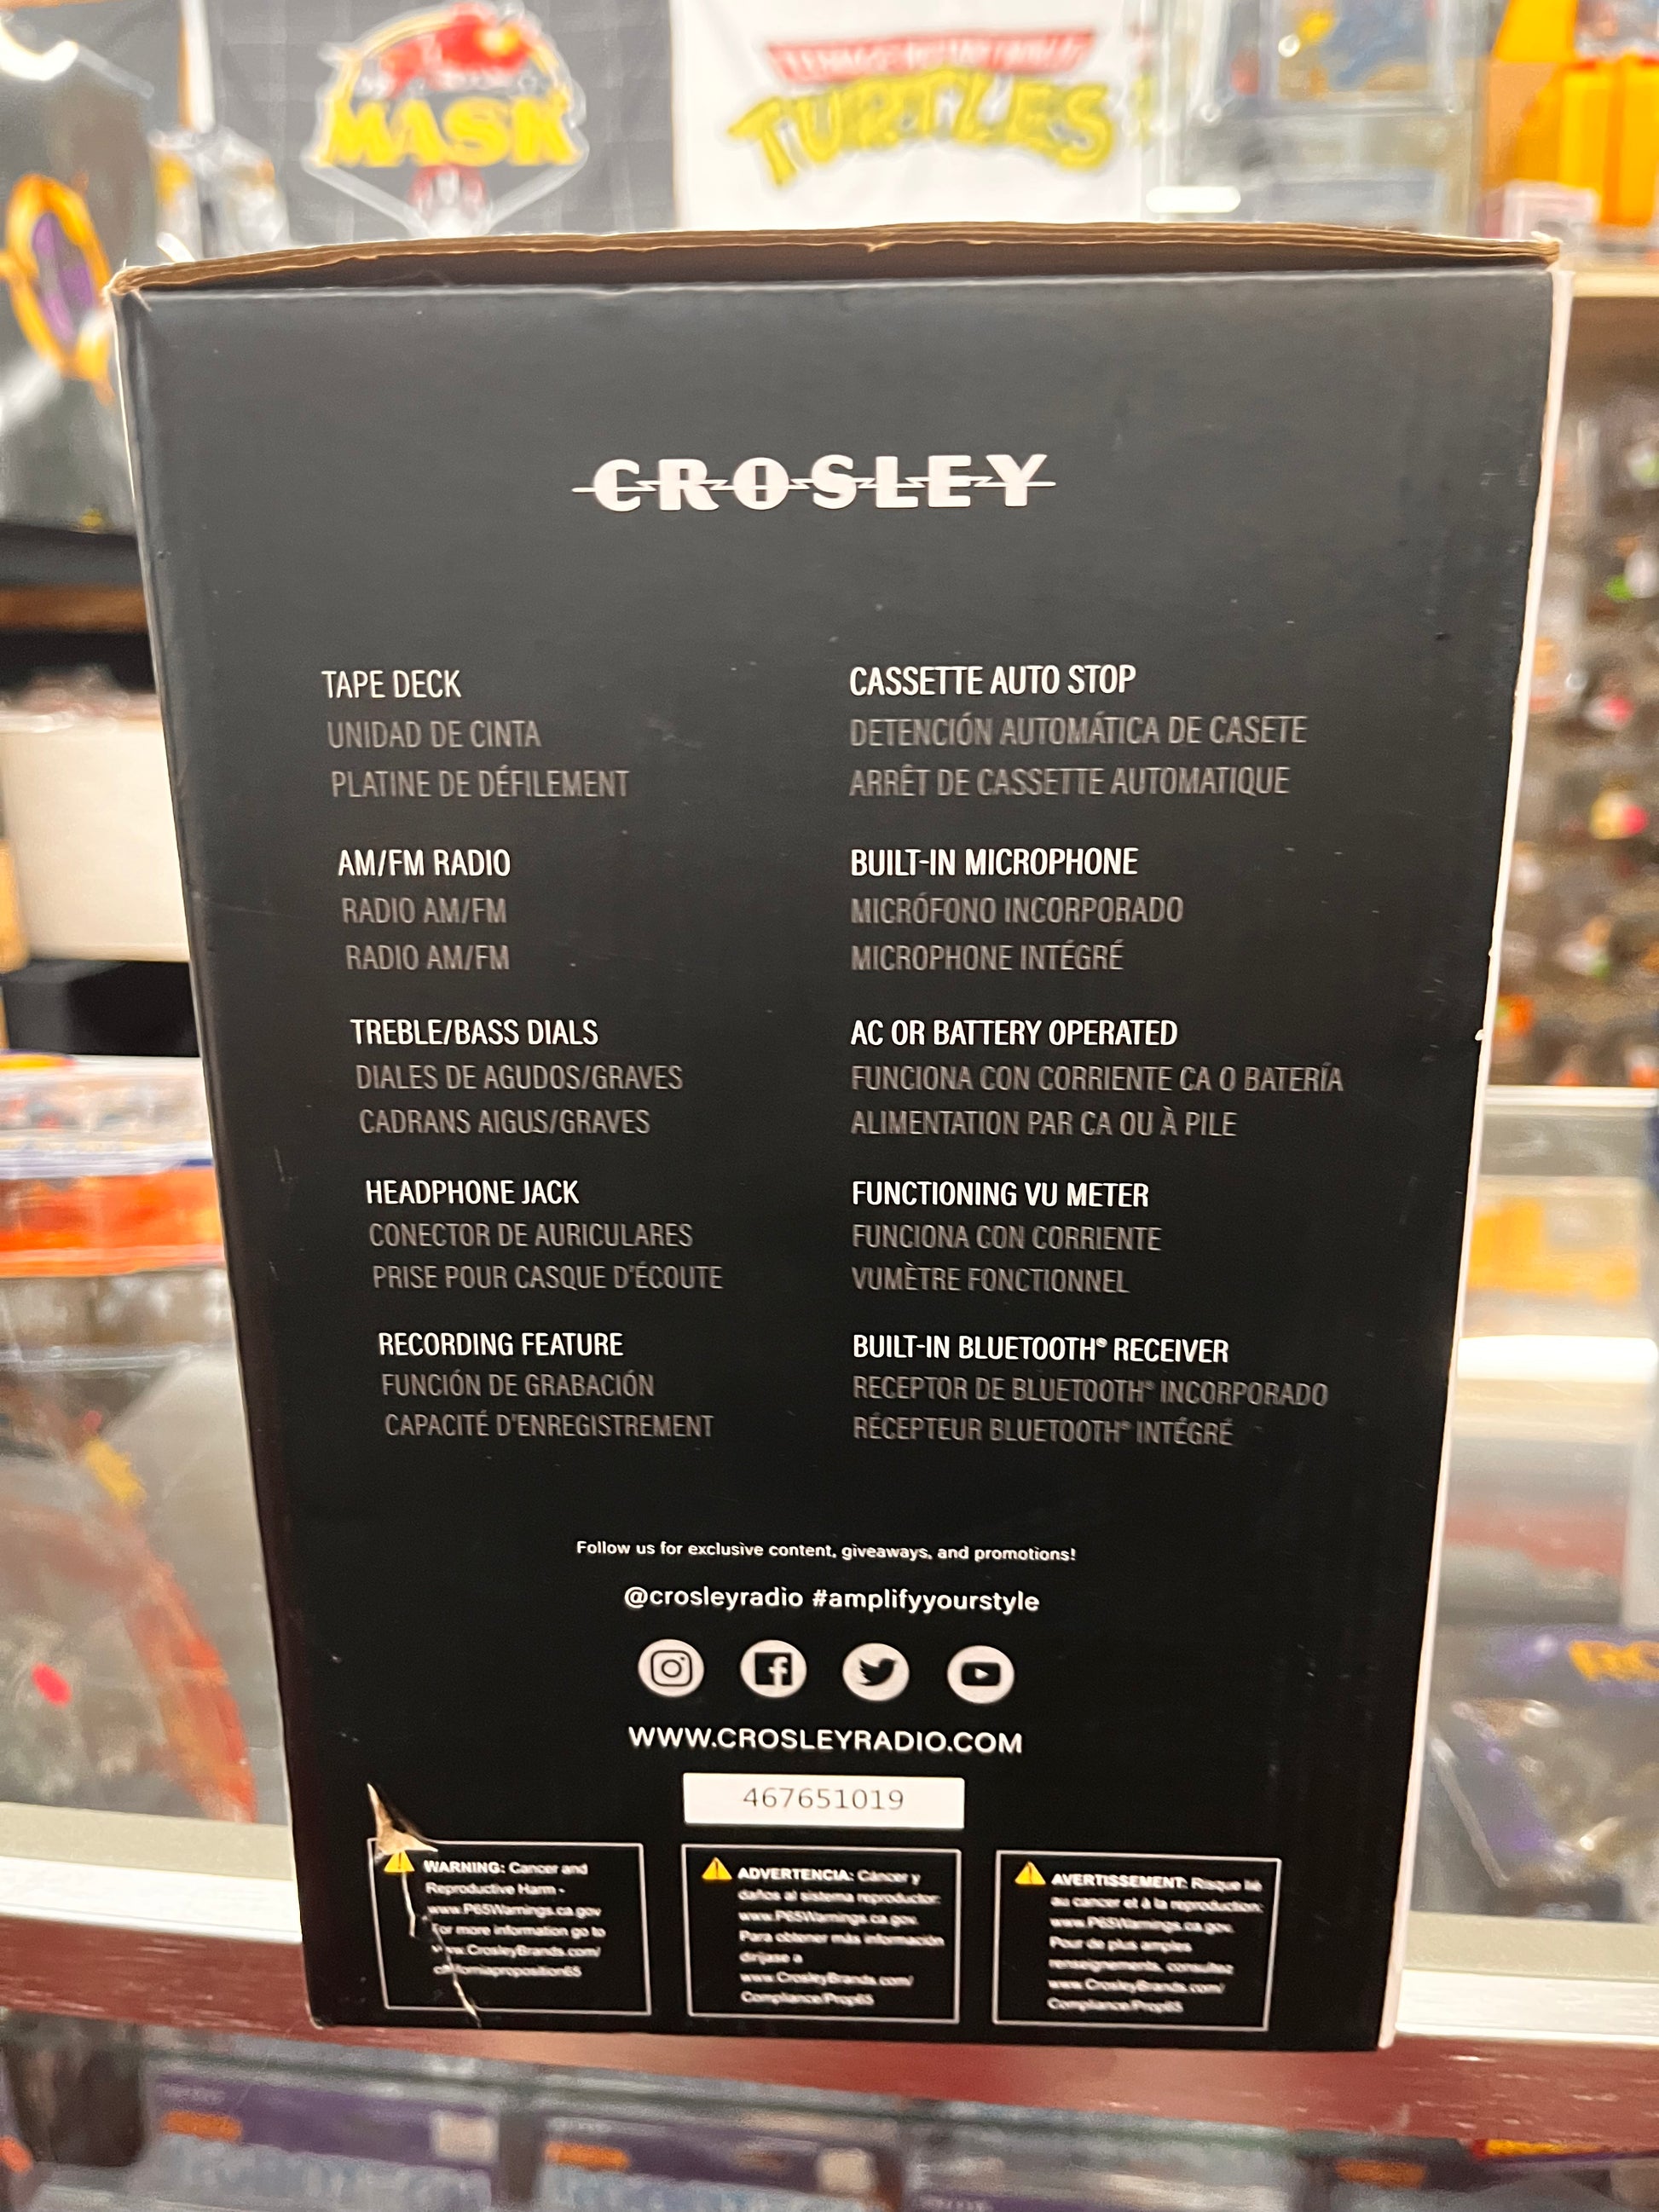 MASK
TEENAGE MUTANT NINJA
TURTLES
CROSLEY
TAPE DECK
UNIDAD DE CINTA
PLATINE DE DÉFILEMENT
AM/FM RADIO
RADIO AM/FM
RADIO AM/FM
TREBLE/BASS DIALS
DIALES DE AGUDOS/GRAVES
CADRANS AIGUS/GRAVES
HEADPHONE JACK
CONECTOR DE AURICULARES
PRISE POUR CASQUE D'ÉCOUTE
RECORDING FEATURE
FUNCIÓN DE GRABACIÓN
CAPACITÉ D'ENREGISTREMENT
CASSETTE AUTO STOP
DETENCIÓN AUTOMÁTICA DE CASETE
ARRÊT DE CASSETTE AUTOMATIQUE
BUILT-IN MICROPHONE
MICRÓFONO INCORPORADO
MICROPHONE INTÉGRÉ
AC OR BATTERY OPERATED
FUNCIONA CON CORRIENTE CA O BATERÍA
ALIMENTATION PAR CA OU À PILE
FUNCTIONING VU METER
FUNCIONA CON CORRIENTE
VUMÈTRE FONCTIONNEL
BUILT-IN BLUETOOTH® RECEIVER
RECEPTOR DE BLUETOOTH® INCORPORADO
RÉCEPTEUR BLUETOOTH® INTÉGRÉ
Follow us for exclusive content, giveaways, and promotions!
@crosleyradio #amplifyyourstyle
WWW.CROSLEYRADIO.COM
467651019
WARNING: Cancer and
Reproductive Harm -
www.P65Warnings.ca.gov
For more information go to
www.CrosleyBrands.com/
californiaproposition65
ADVERTENCIA: Cáncer y
daños al sistema reproductor:
www.P65Warnings.ca.gov.
Para obtener más información
diríjase a
www.CrosleyBrands.com/
Compliance/Prop65
AVERTISSEMENT: Risque lié
au cancer et à la reproduction:
www.P65Warnings.ca.gov.
Pour de plus amples
renseignements, consultez
www.CrosleyBrands.com/
Compliance/Prop65